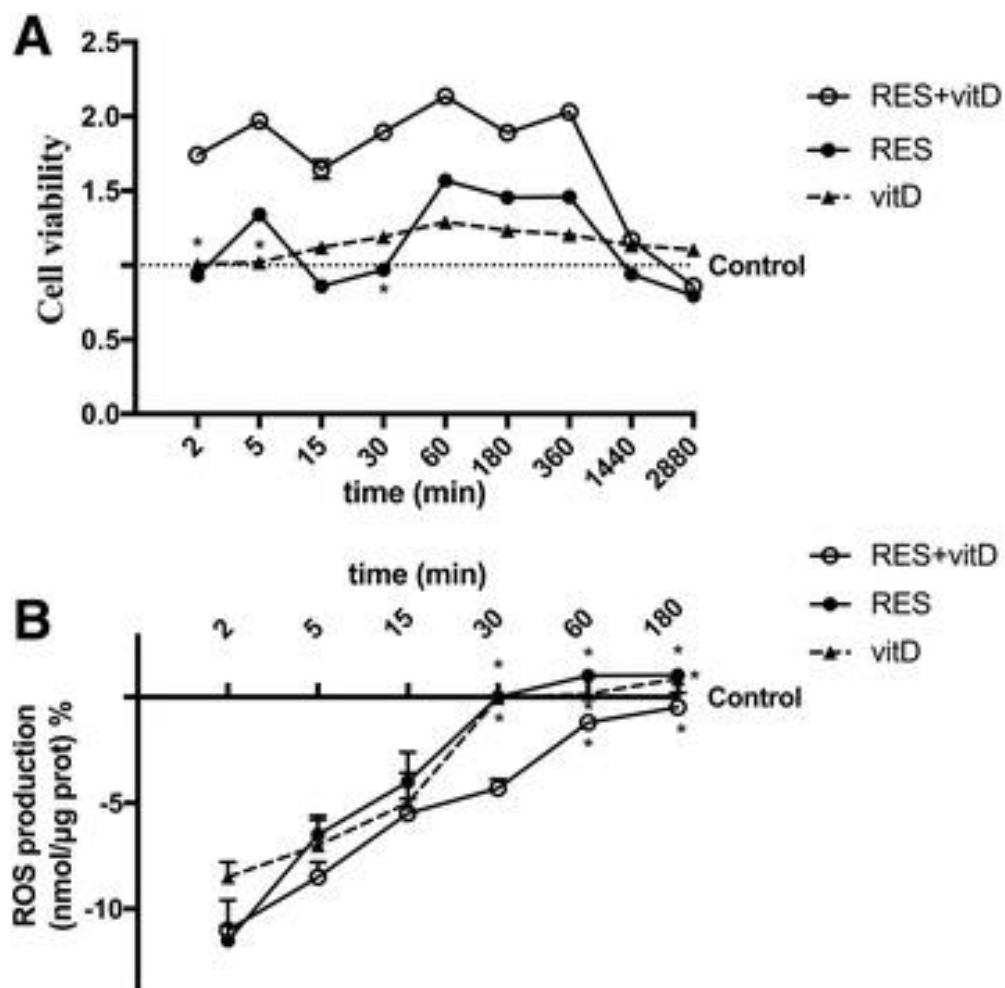 A
Cell viability
2.5
2.0
1.5
0.5
0.0
2 5 15 30 60 180 360 1440 2880
time (min)
* * *
Control
RES+vitD
RES
vitD
B
time (min)
2 5 15 30 60 180
ROS production
(nmol/µg prot) %
-5
-10
* * *
* * * * *
Control
RES+vitD
RES
vitD